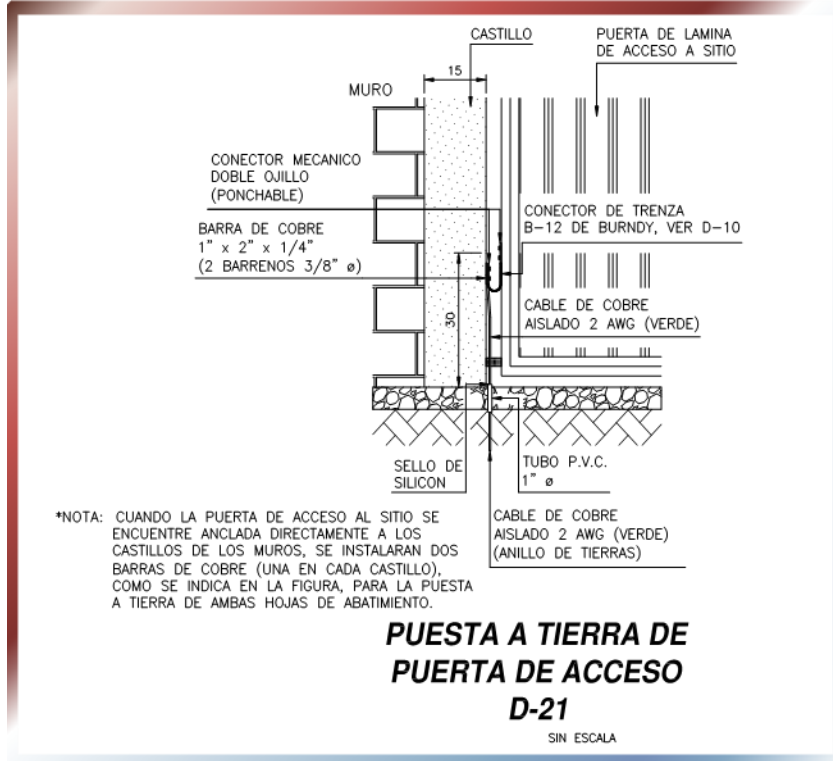 CASTILLO
PUERTA DE LAMINA
DE ACCESO A SITIO
15
MURO
CONECTOR MECANICO
DOBLE OJILLO
(PONCHABLE)
BARRA DE COBRE
1" x 2" x 1/4"
(2 BARRENOS 3/8" ø)
CONECTOR DE TRENZA
B-12 DE BURNDY, VER D-10
30
CABLE DE COBRE
AISLADO 2 AWG (VERDE)
SELLO DE
SILICON
TUBO P.V.C.
1" ø
CABLE DE COBRE
AISLADO 2 AWG (VERDE)
(ANILLO DE TIERRAS)
*NOTA: CUANDO LA PUERTA DE ACCESO AL SITIO SE
ENCUENTRE ANCLADA DIRECTAMENTE A LOS
CASTILLOS DE LOS MUROS, SE INSTALARAN DOS
BARRAS DE COBRE (UNA EN CADA CASTILLO),
COMO SE INDICA EN LA FIGURA, PARA LA PUESTA
A TIERRA DE AMBAS HOJAS DE ABATIMIENTO.
PUESTA A TIERRA DE
PUERTA DE ACCESO
D-21
SIN ESCALA